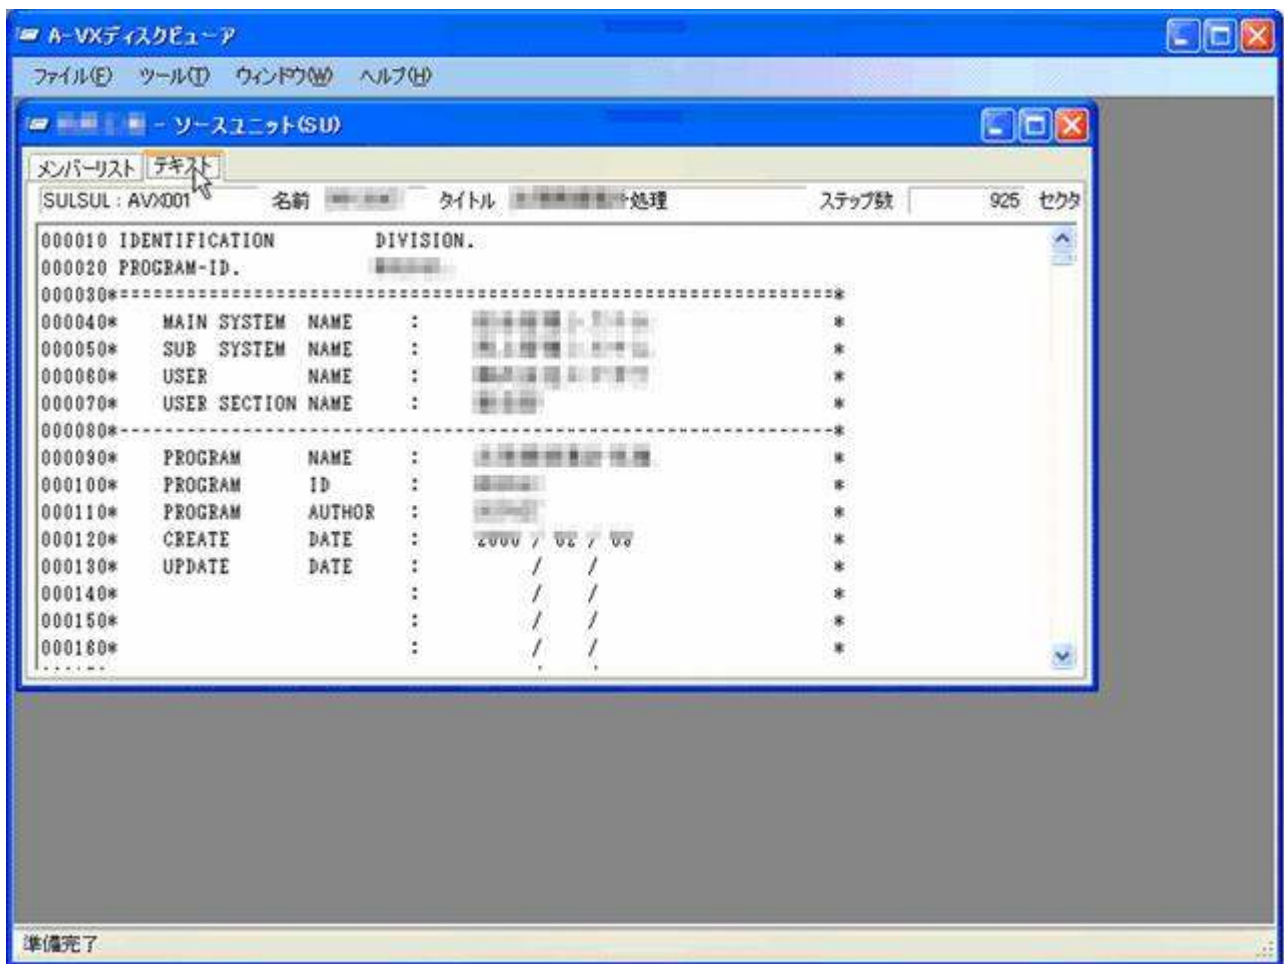 A-VXディスクビューア
ファイル(F) ツール(T) ウィンドウ(W) ヘルプ(H)
- ソースユニット(SU)
メンバーリスト テキスト
SULSUL : AVX001 名前 タイトル 処理 ステップ数 925 セクタ
000010 IDENTIFICATION DIVISION.
000020 PROGRAM-ID.
000030*===============================================================*
000040* MAIN SYSTEM NAME : *
000050* SUB SYSTEM NAME : *
000060* USER NAME : *
000070* USER SECTION NAME : *
000080*---------------------------------------------------------------*
000090* PROGRAM NAME : *
000100* PROGRAM ID : *
000110* PROGRAM AUTHOR : *
000120* CREATE DATE : / / *
000130* UPDATE DATE : / / *
000140* : / / *
000150* : / / *
000160* : / / *
準備完了